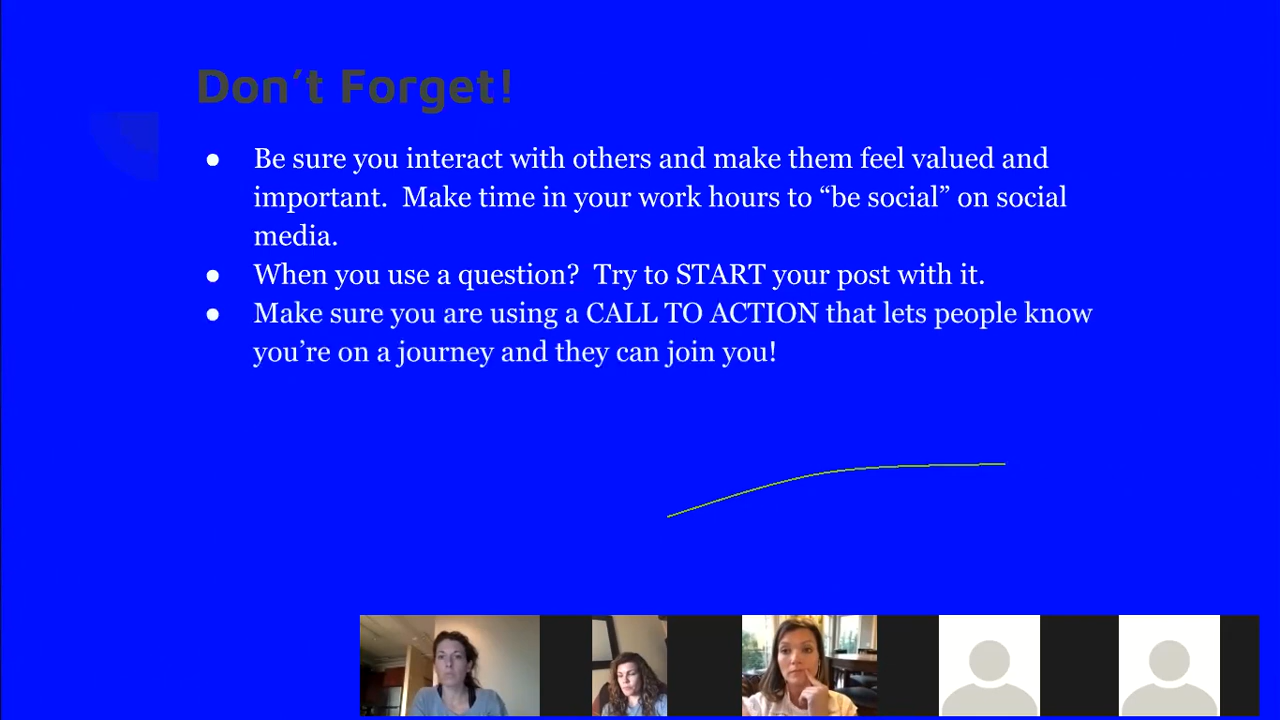 Don’t Forget!
● Be sure you interact with others and make them feel valued and
important.  Make time in your work hours to “be social” on social
media.
● When you use a question?  Try to START your post with it.
● Make sure you are using a CALL TO ACTION that lets people know
you’re on a journey and they can join you!